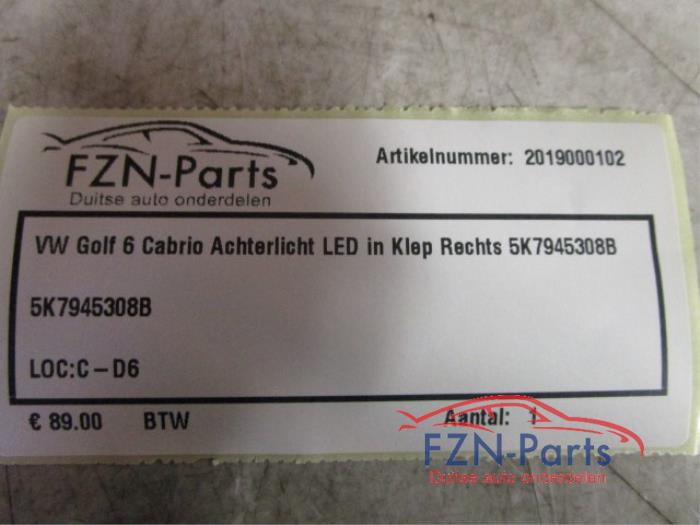 FZN-Parts
Duitse auto onderdelen
Artikelnummer: 2019000102
VW Golf 6 Cabrio Achterlicht LED in Klep Rechts 5K7945308B
5K7945308B
LOC:C-D6
€ 89.00 BTW Aantal: 1
FZN-Parts
Duitse auto onderdelen